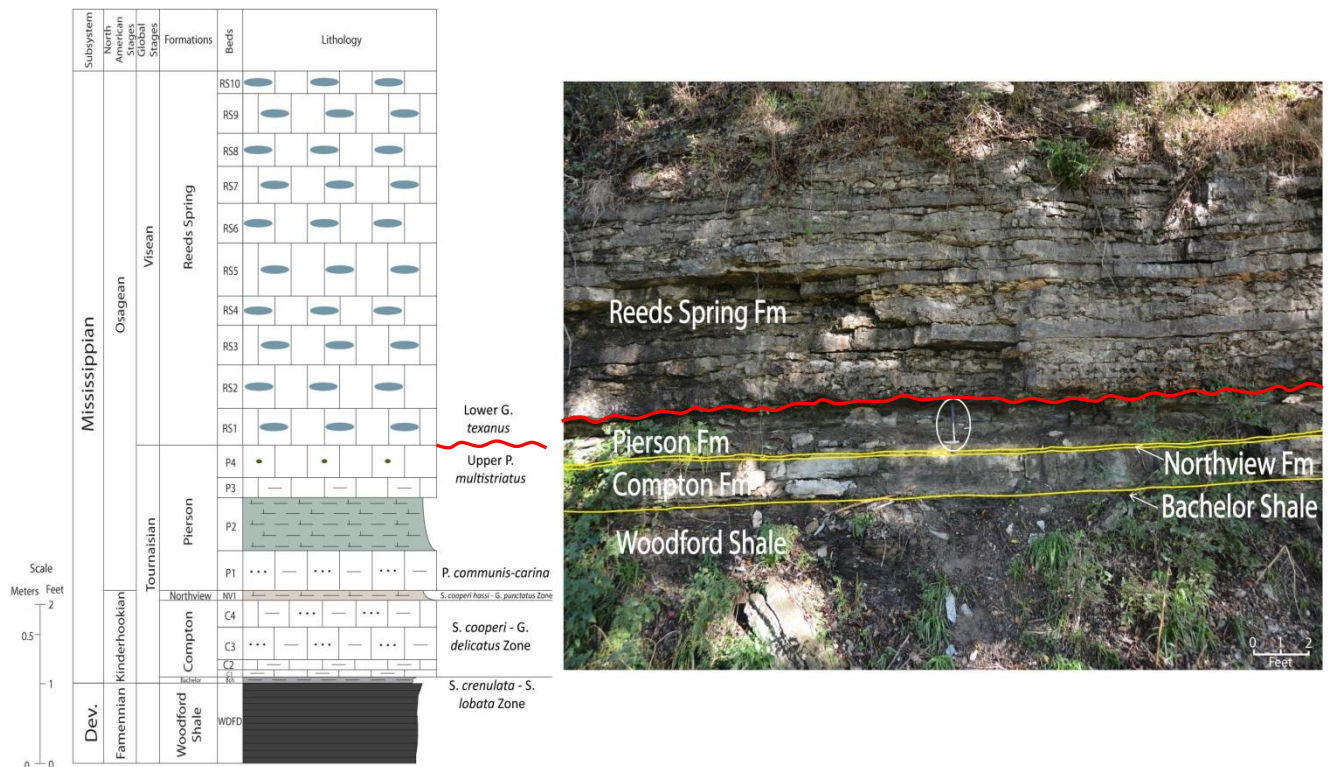 Subsystem
North American Stages
Global Stages
Formations
Beds
Lithology
Mississippian
Dev.
Osagean
Kinderhookian
Famennian
Visean
Tournaisian
Reeds Spring
Pierson
Northview
Compton
Bachelor
Woodford Shale
RS10
RS9
RS8
RS7
RS6
RS5
RS4
RS3
RS2
RS1
P4
P3
P2
P1
NV1
C4
C3
C2
C1
Bch
WDFD
Lower G.
texanus
Upper P.
multistriatus
P. communis-carina
S. cooperi hassi - G. punctatus Zone
S. cooperi - G.
delicatus Zone
S. crenulata - S.
lobata Zone
Scale
Meters Feet
2
0.5
1
0 0
Reeds Spring Fm
Pierson Fm
Northview Fm
Compton Fm
Bachelor Shale
Woodford Shale
0 1 2
Feet